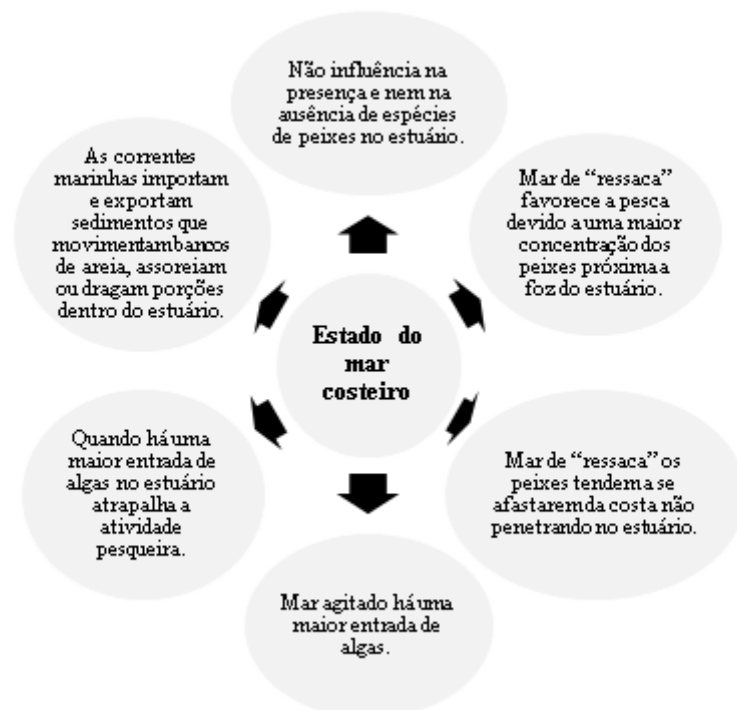 Não influência na
presença e nem na
ausência de espécies
de peixes no estuário.
As correntes
marinhas importam
e exportam
sedimentos que
movimentam bancos
de areia, assoreiam
ou dragam porções
dentro do estuário.
Mar de “ressaca”
favorece a pesca
devido a uma maior
concentração dos
peixes próxima a
foz do estuário.
Estado do
mar
costeiro
Quando há uma
maior entrada de
algas no estuário
atrapalha a
atividade
pesqueira.
Mar de “ressaca” os
peixes tendem a se
afastarem da costa não
penetrando no estuário.
Mar agitado há uma
maior entrada de
algas.